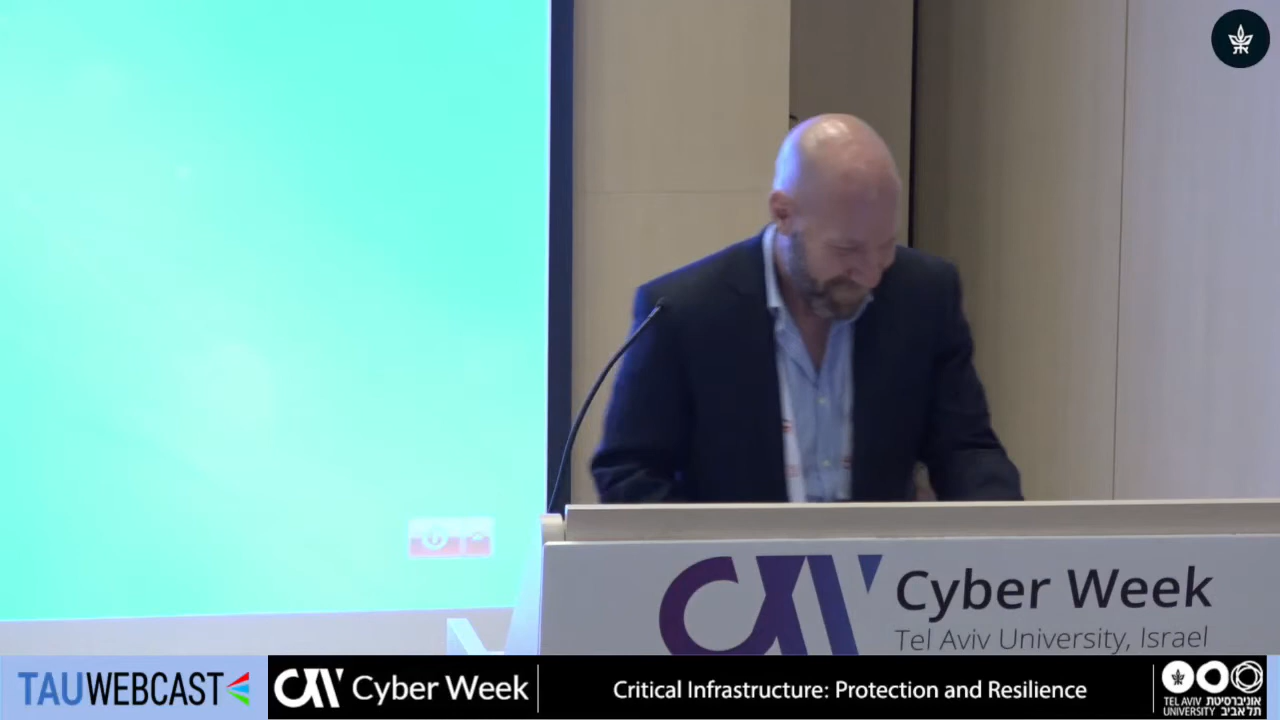 Cyber Week
Tel Aviv University, Israel
TAUWEBCAST
Cyber Week
Critical Infrastructure: Protection and Resilience
TEL AVIV אוניברסיטת
UNIVERSITY תל אביב